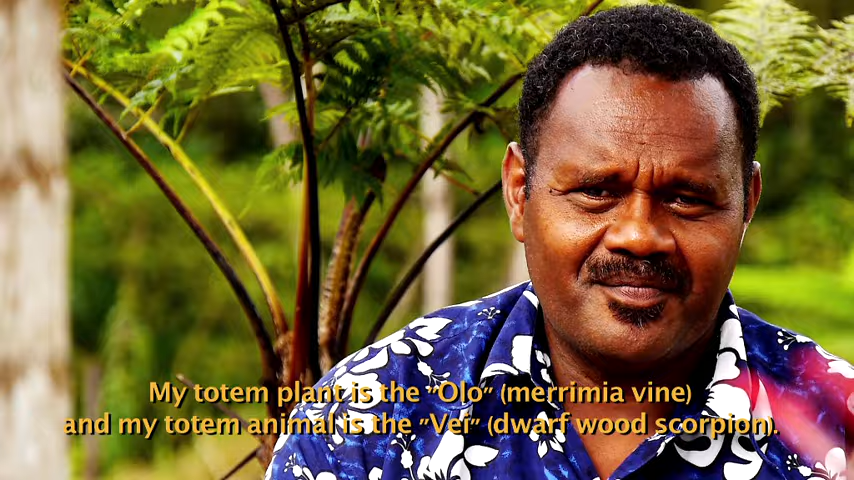 My totem plant is the "Olo" (merrimia vine)
and my totem animal is the "Vei" (dwarf wood scorpion).